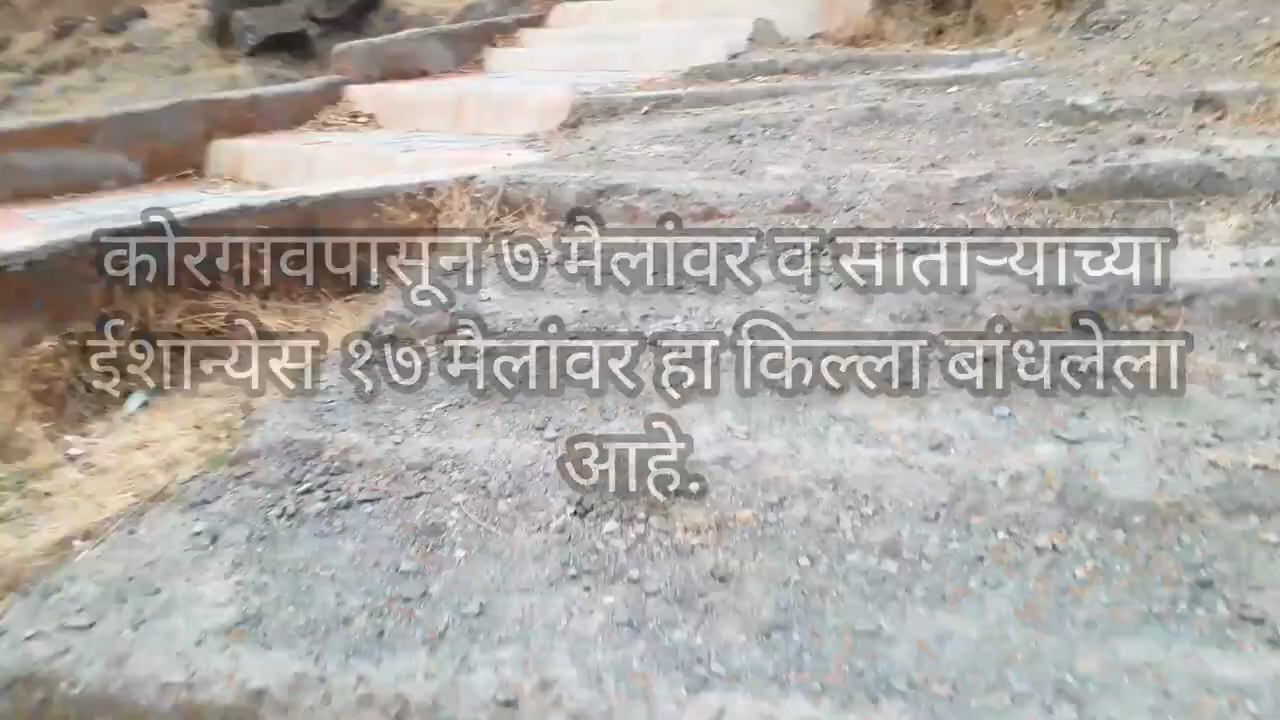 कोरगावपासून ७ मैलांवर व साताऱ्याच्या
ईशान्येस १७ मैलांवर हा किल्ला बांधलेला
आहे.